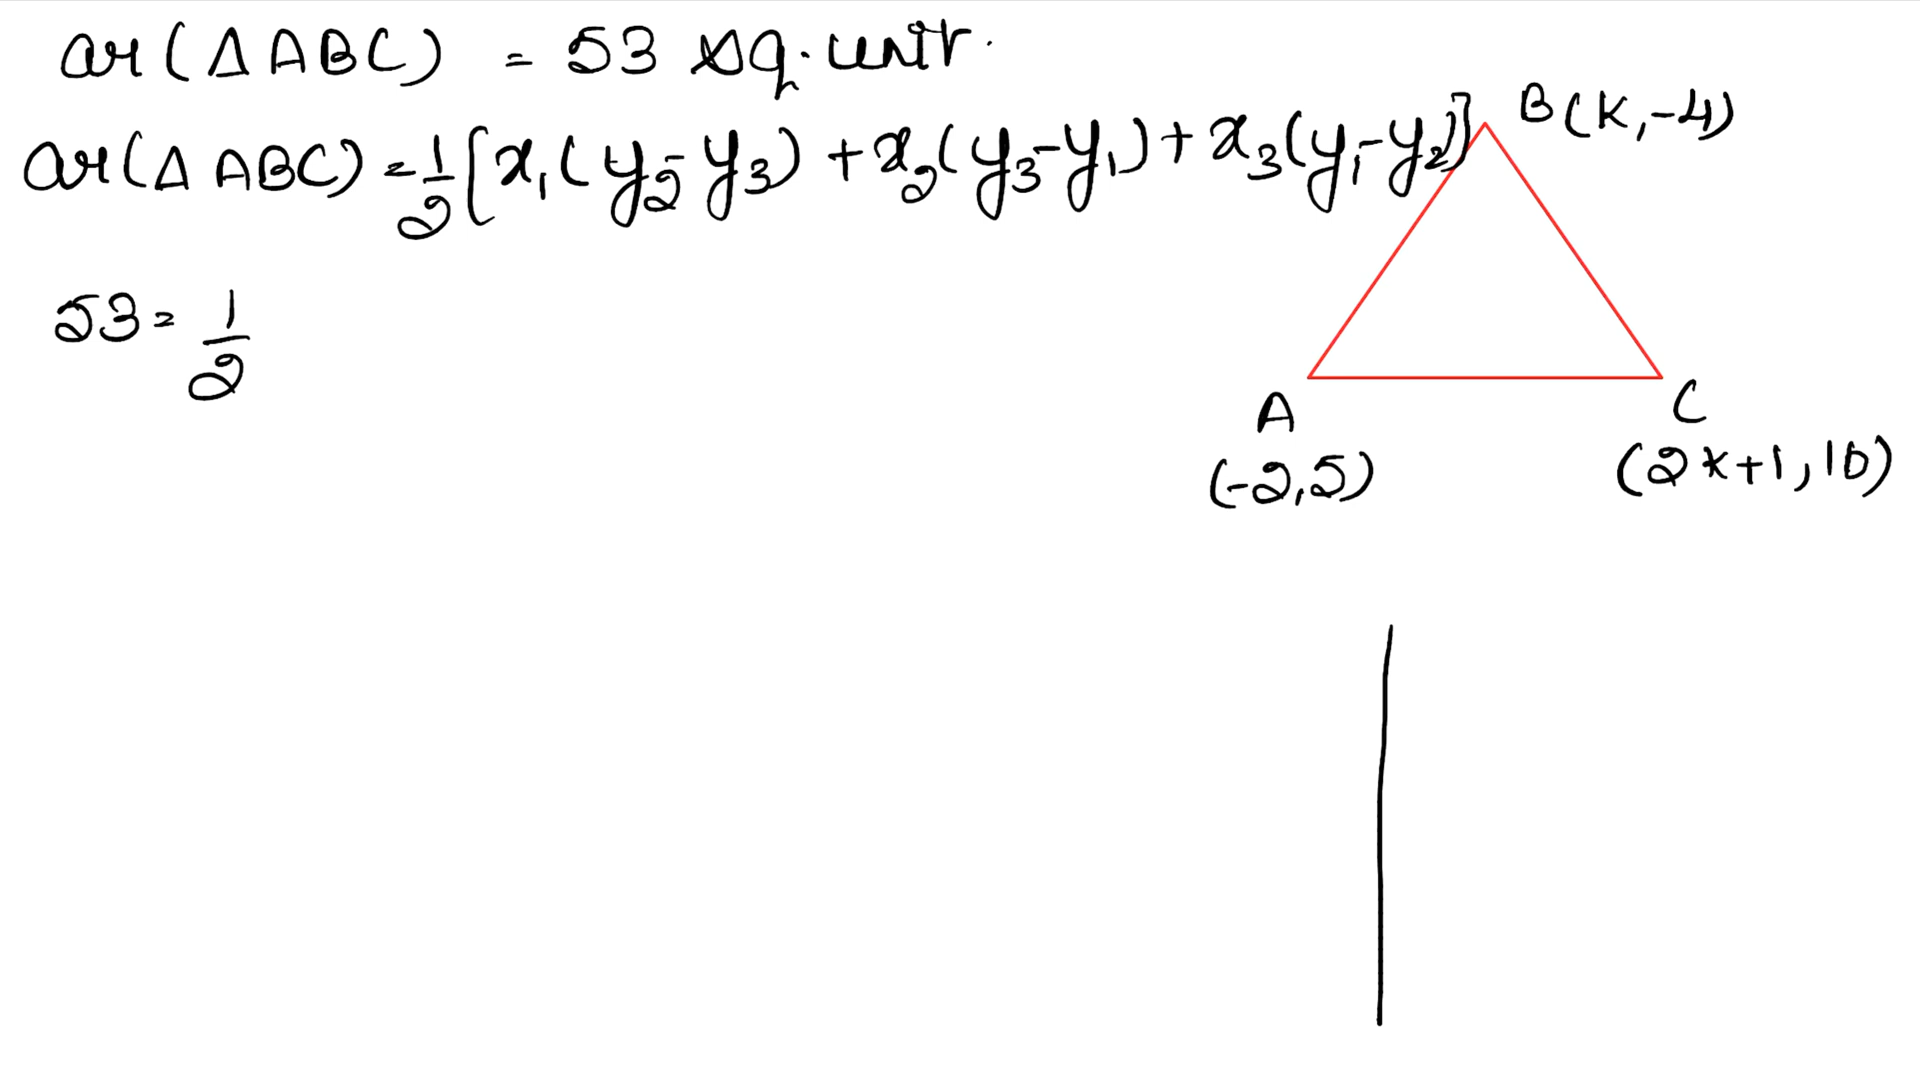 ar(ΔABC) = 53 sq. unit.
ar(ΔABC) = 1/2 [x₁(y₂-y₃) + x₂(y₃-y₁) + x₃(y₁-y₂)]
B(K,-4)
53 = 1/2
A
C
(-2,5)
(2K+1,10)